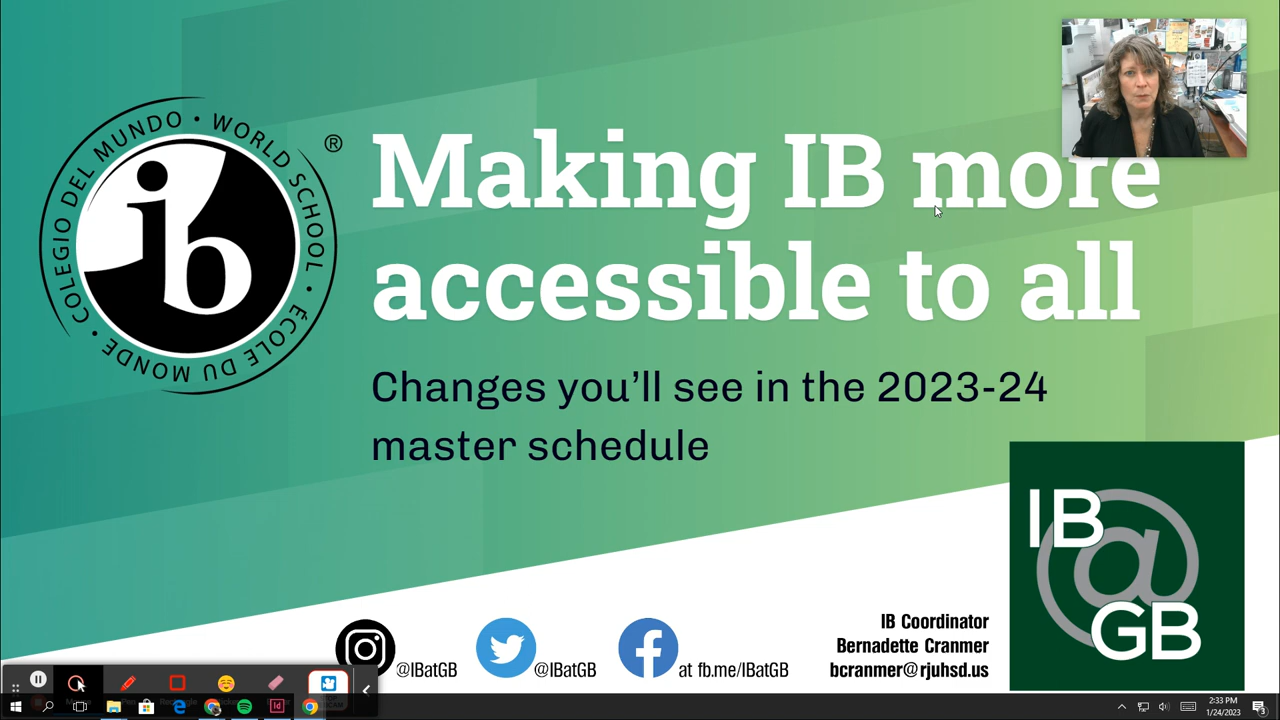 COLEGIO DEL MUNDO • WORLD SCHOOL • ÉCOLE DU MONDE •
®
ib
Making IB more
accessible to all
Changes you’ll see in the 2023-24
master schedule
IB
@
GB
IB Coordinator
Bernadette Cranmer
bcranmer@rjuhsd.us
@IBatGB
@IBatGB
at fb.me/IBatGB
2:33 PM
1/24/2023